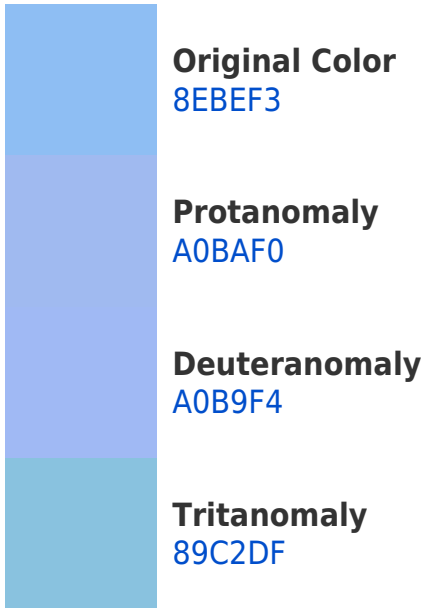 Original Color
8EBEF3
Protanomaly
A0BAF0
Deuteranomaly
A0B9F4
Tritanomaly
89C2DF